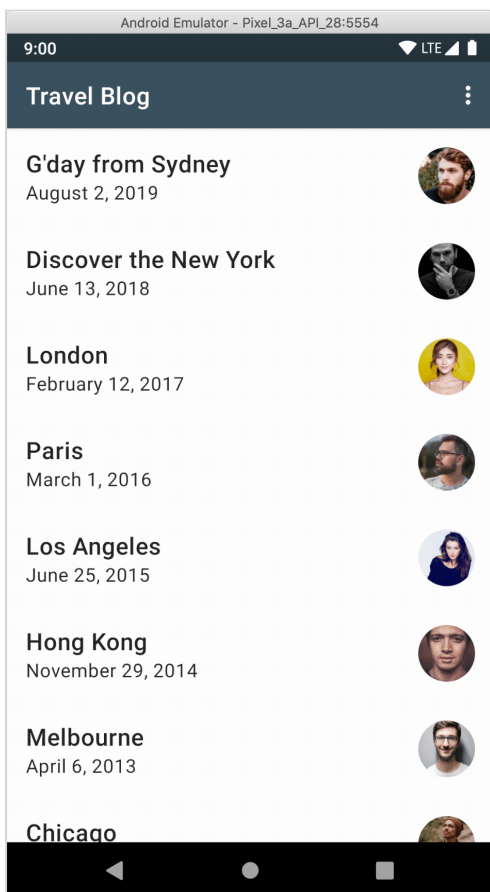 Android Emulator - Pixel_3a_API_28:5554
9:00 LTE
Travel Blog
G'day from Sydney
August 2, 2019
Discover the New York
June 13, 2018
London
February 12, 2017
Paris
March 1, 2016
Los Angeles
June 25, 2015
Hong Kong
November 29, 2014
Melbourne
April 6, 2013
Chicago